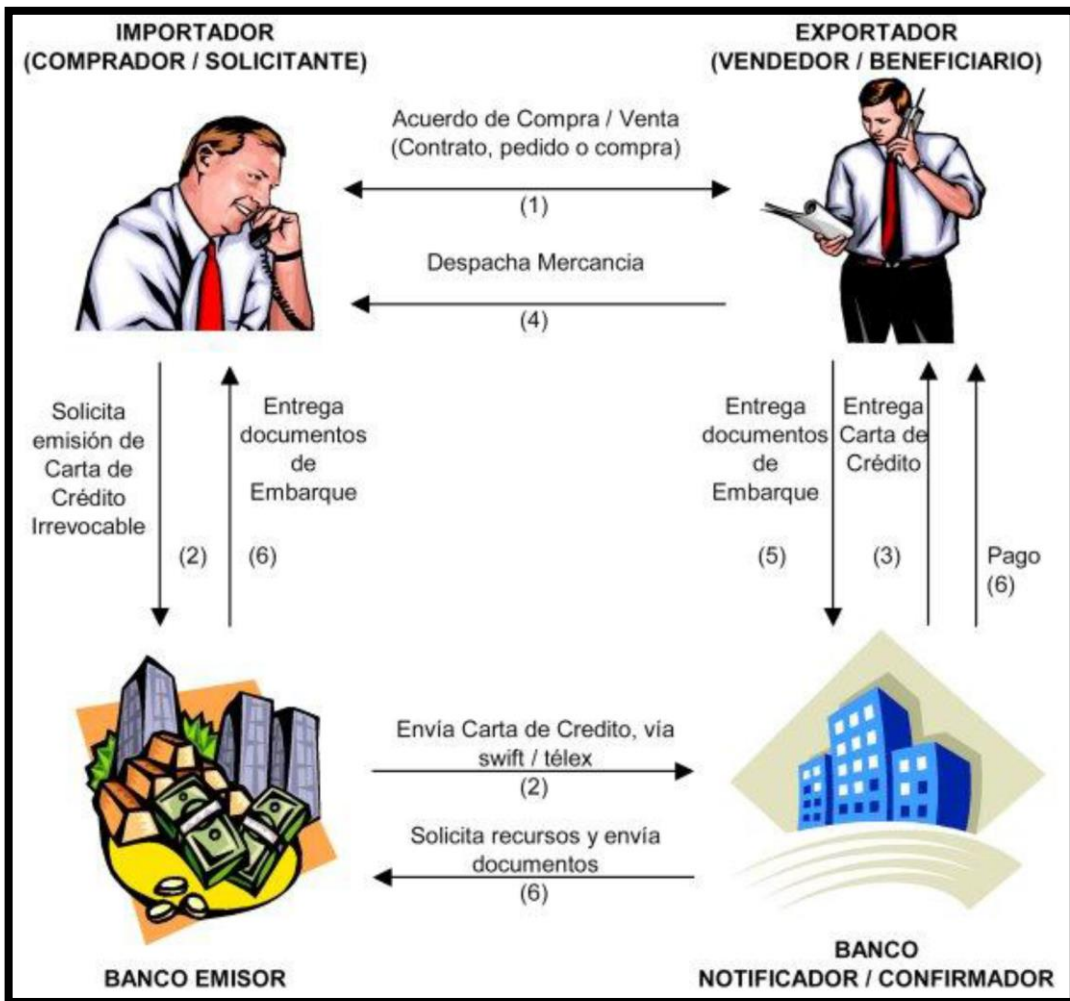 IMPORTADOR
(COMPRADOR / SOLICITANTE)
EXPORTADOR
(VENDEDOR / BENEFICIARIO)
Acuerdo de Compra / Venta
(Contrato, pedido o compra)
(1)
Despacha Mercancia
(4)
Solicita
emisión de
Carta de
Crédito
Irrevocable
(2)
Entrega
documentos
de
Embarque
(6)
Entrega
documentos
de
Embarque
(5)
Entrega
Carta de
Crédito
(3)
Pago
(6)
Envía Carta de Credito, vía
swift / télex
(2)
Solicita recursos y envía
documentos
(6)
BANCO EMISOR
BANCO
NOTIFICADOR / CONFIRMADOR